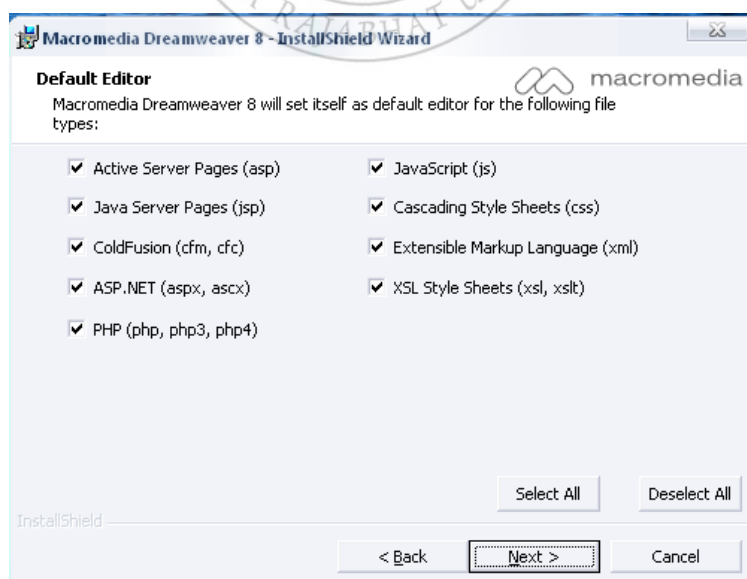 RAJABHAT U
Macromedia Dreamweaver 8 - InstallShield Wizard
Default Editor
macromedia
Macromedia Dreamweaver 8 will set itself as default editor for the following file
types:
Active Server Pages (asp)
JavaScript (js)
Java Server Pages (jsp)
Cascading Style Sheets (css)
ColdFusion (cfm, cfc)
Extensible Markup Language (xml)
ASP.NET (aspx, ascx)
XSL Style Sheets (xsl, xslt)
PHP (php, php3, php4)
Select All
Deselect All
InstallShield
< Back
Next >
Cancel